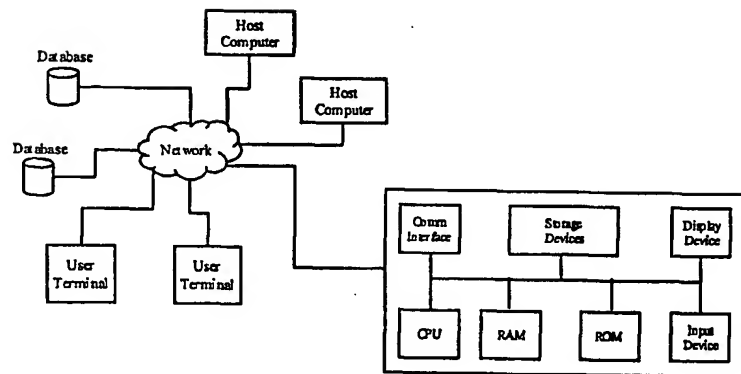 Host
Computer
Database
Host
Computer
Database
Network
User
Terminal
User
Terminal
Comm
Interface
Storage
Devices
Display
Device
CPU
RAM
ROM
Input
Device